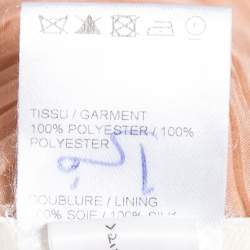 TISSU / GARMENT
100% POLYESTER / 100%
POLYESTER
DOUBLURE / LINING
100% SOIE / 100% SILK